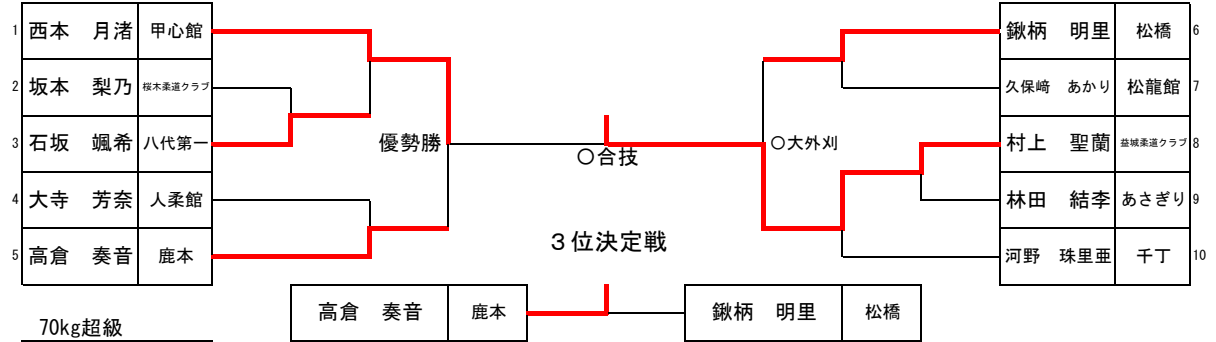 1 西本　月渚 甲心館
2 坂本　梨乃 桜木柔道クラブ
3 石坂　颯希 八代第一
4 大寺　芳奈 人柔館
5 高倉　奏音 鹿本
優勢勝
〇合技
〇大外刈
鍬柄　明里 松橋 6
久保﨑　あかり 松龍館 7
村上　聖蘭 益城柔道クラブ 8
林田　結李 あさぎり 9
河野　珠里亜 千丁 10
３位決定戦
高倉　奏音 鹿本
鍬柄　明里 松橋
70kg超級